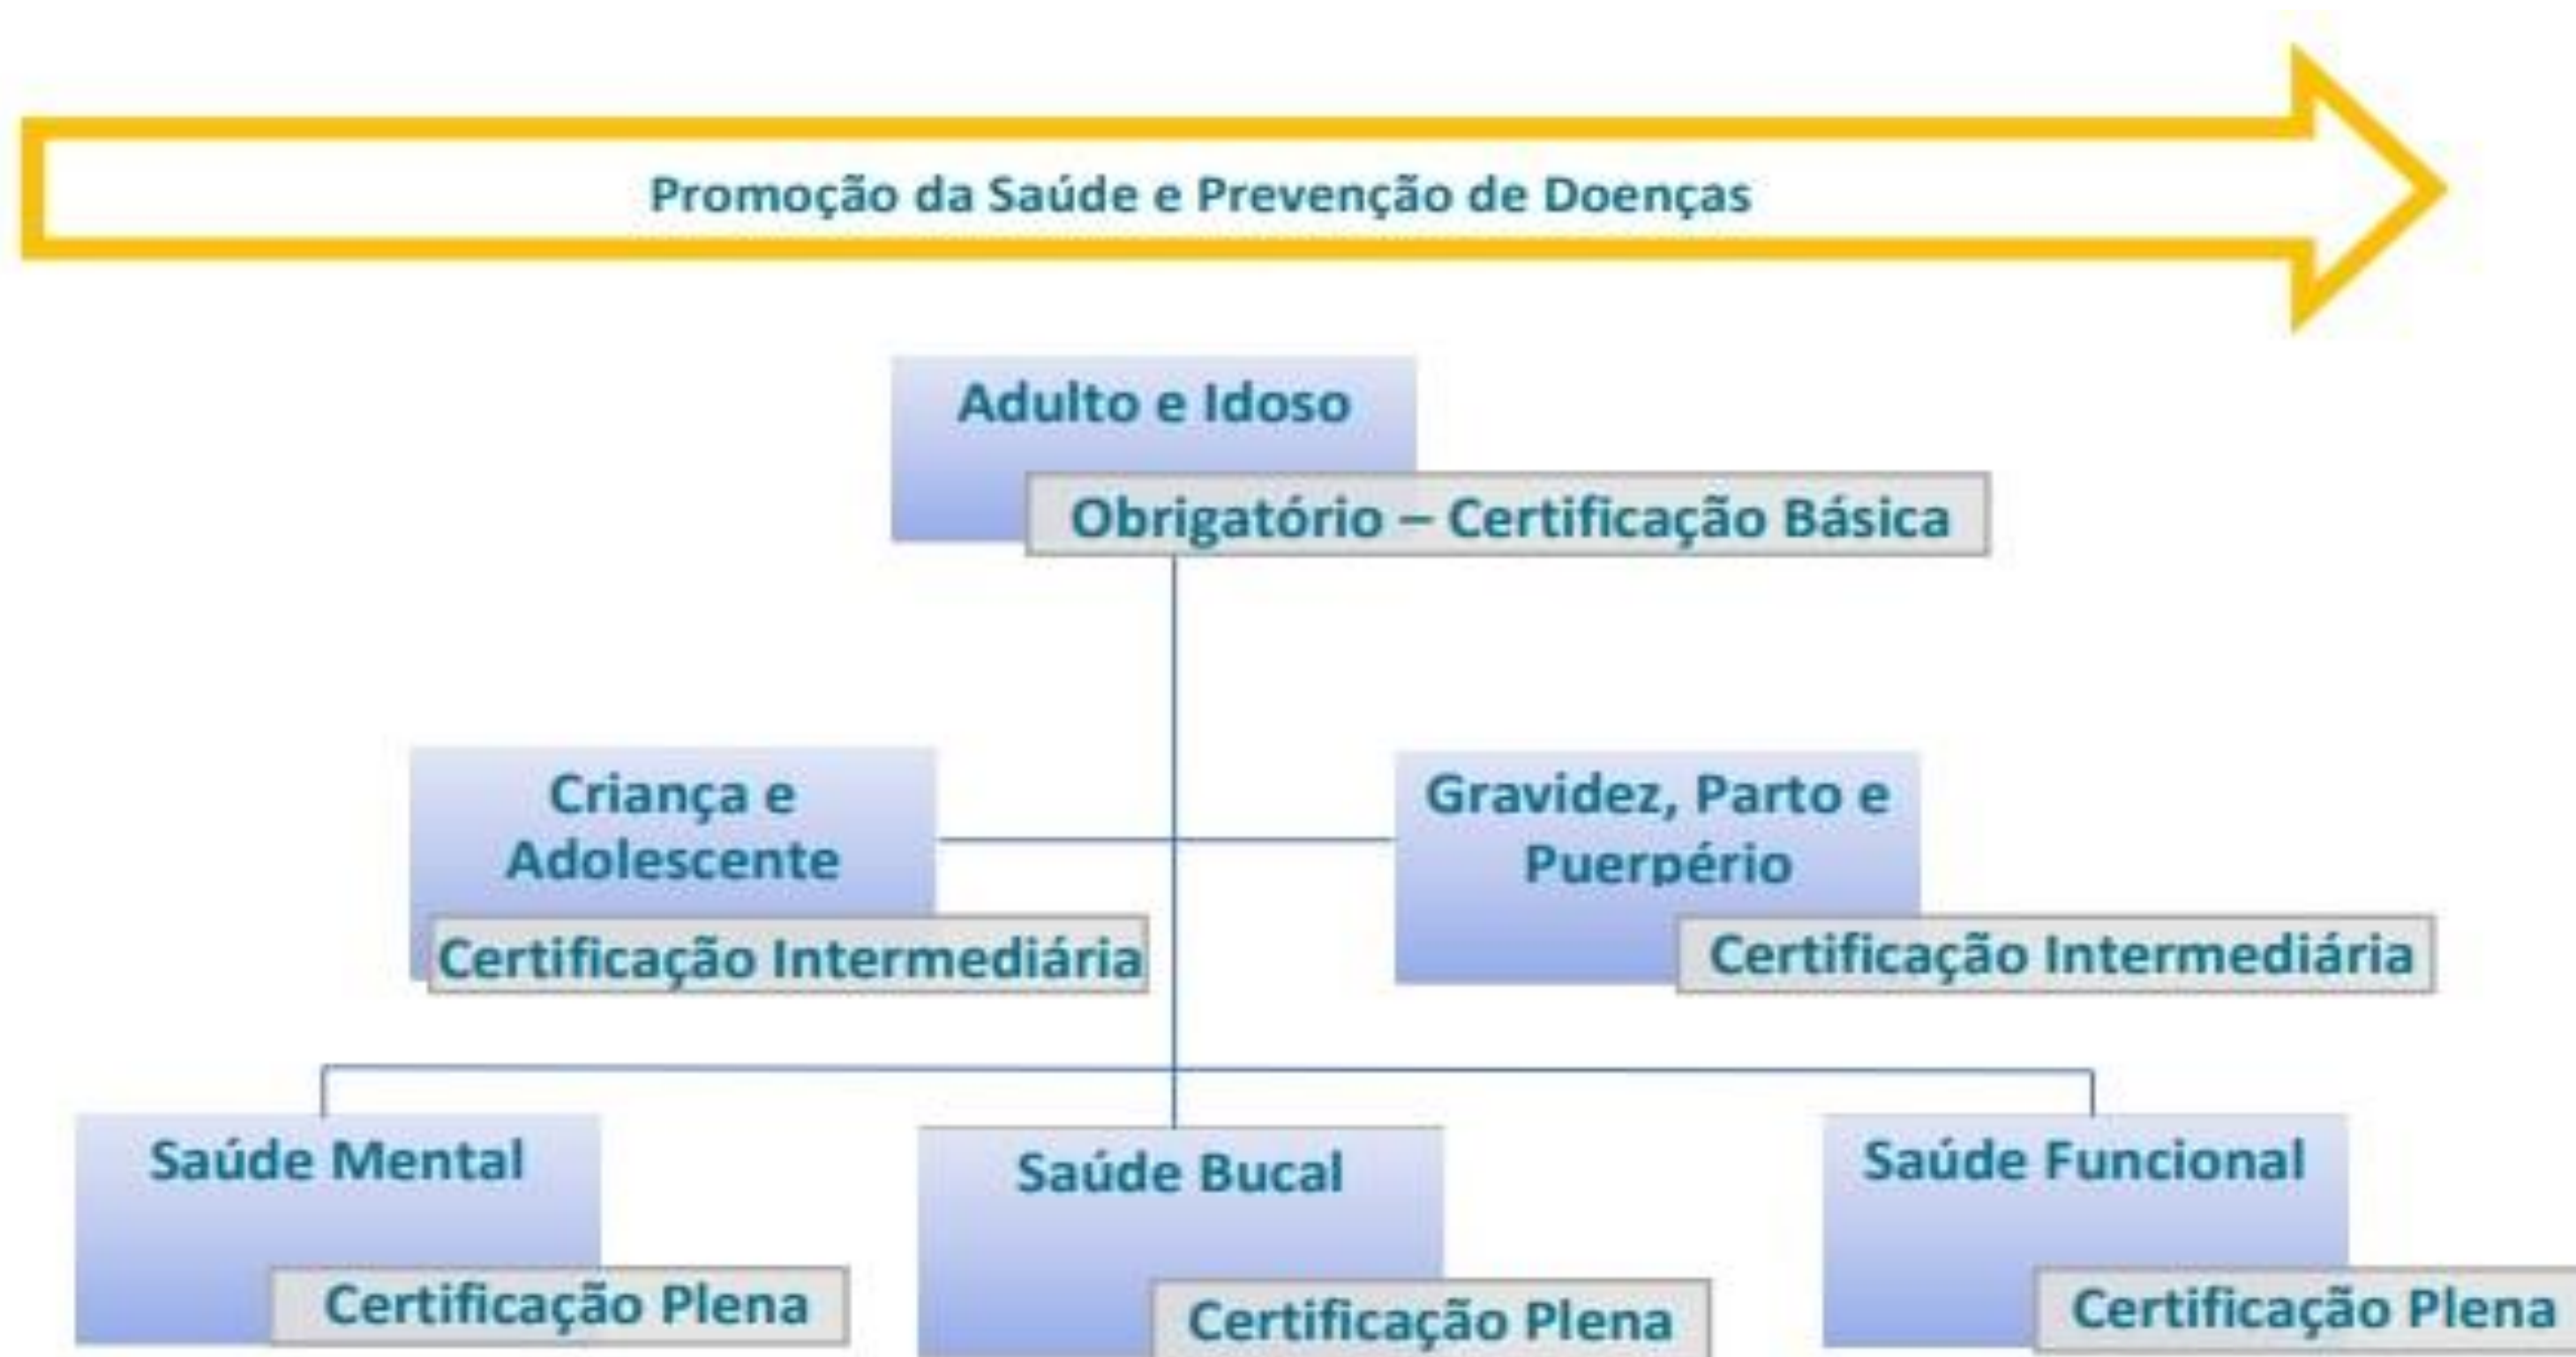 Promoção da Saúde e Prevenção de Doenças
Adulto e Idoso
Obrigatório – Certificação Básica
Criança e
Adolescente
Certificação Intermediária
Gravidez, Parto e
Puerpério
Certificação Intermediária
Saúde Mental
Certificação Plena
Saúde Bucal
Certificação Plena
Saúde Funcional
Certificação Plena